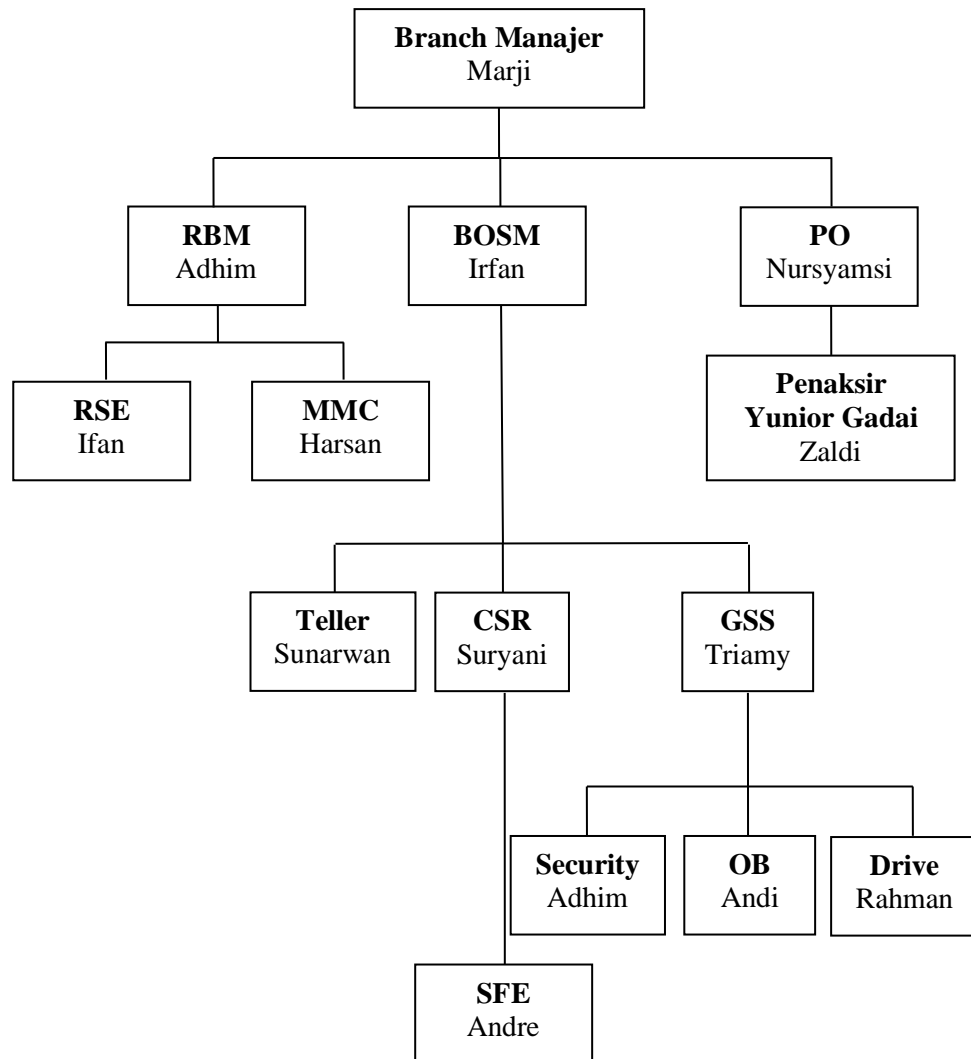 Branch Manajer
Marji
RBM
Adhim
BOSM
Irfan
PO
Nursyamsi
RSE
Ifan
MMC
Harsan
Penaksir
Yunior Gadai
Zaldi
Teller
Sunarwan
CSR
Suryani
GSS
Triamy
Security
Adhim
OB
Andi
Drive
Rahman
SFE
Andre